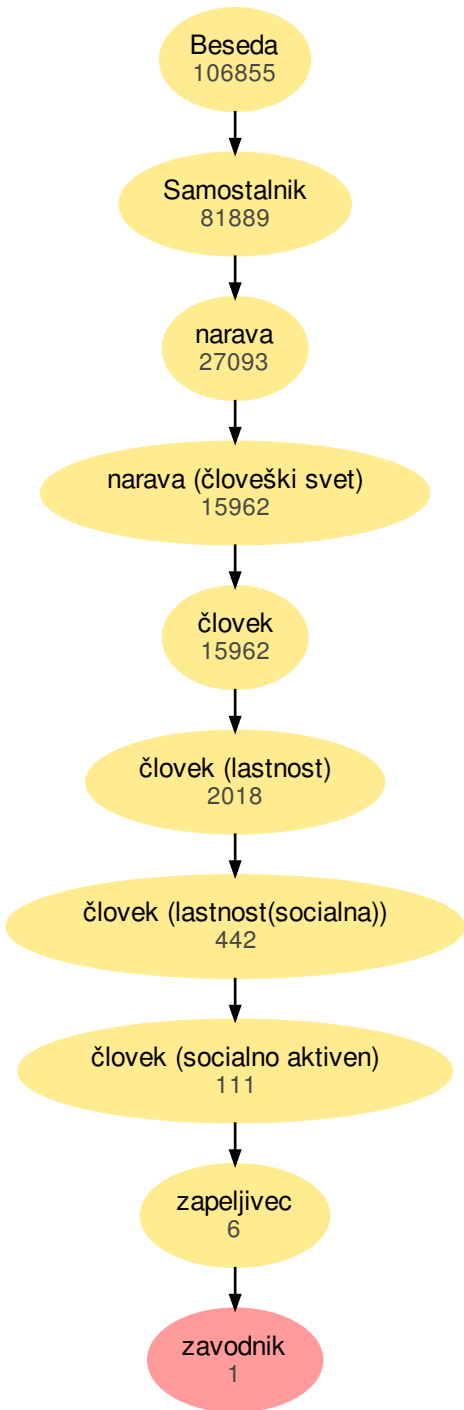 Beseda
106855
Samostalnik
81889
narava
27093
narava (človeški svet)
15962
človek
15962
človek (lastnost)
2018
človek (lastnost(socialna))
442
človek (socialno aktiven)
111
zapeljivec
6
zavodnik
1